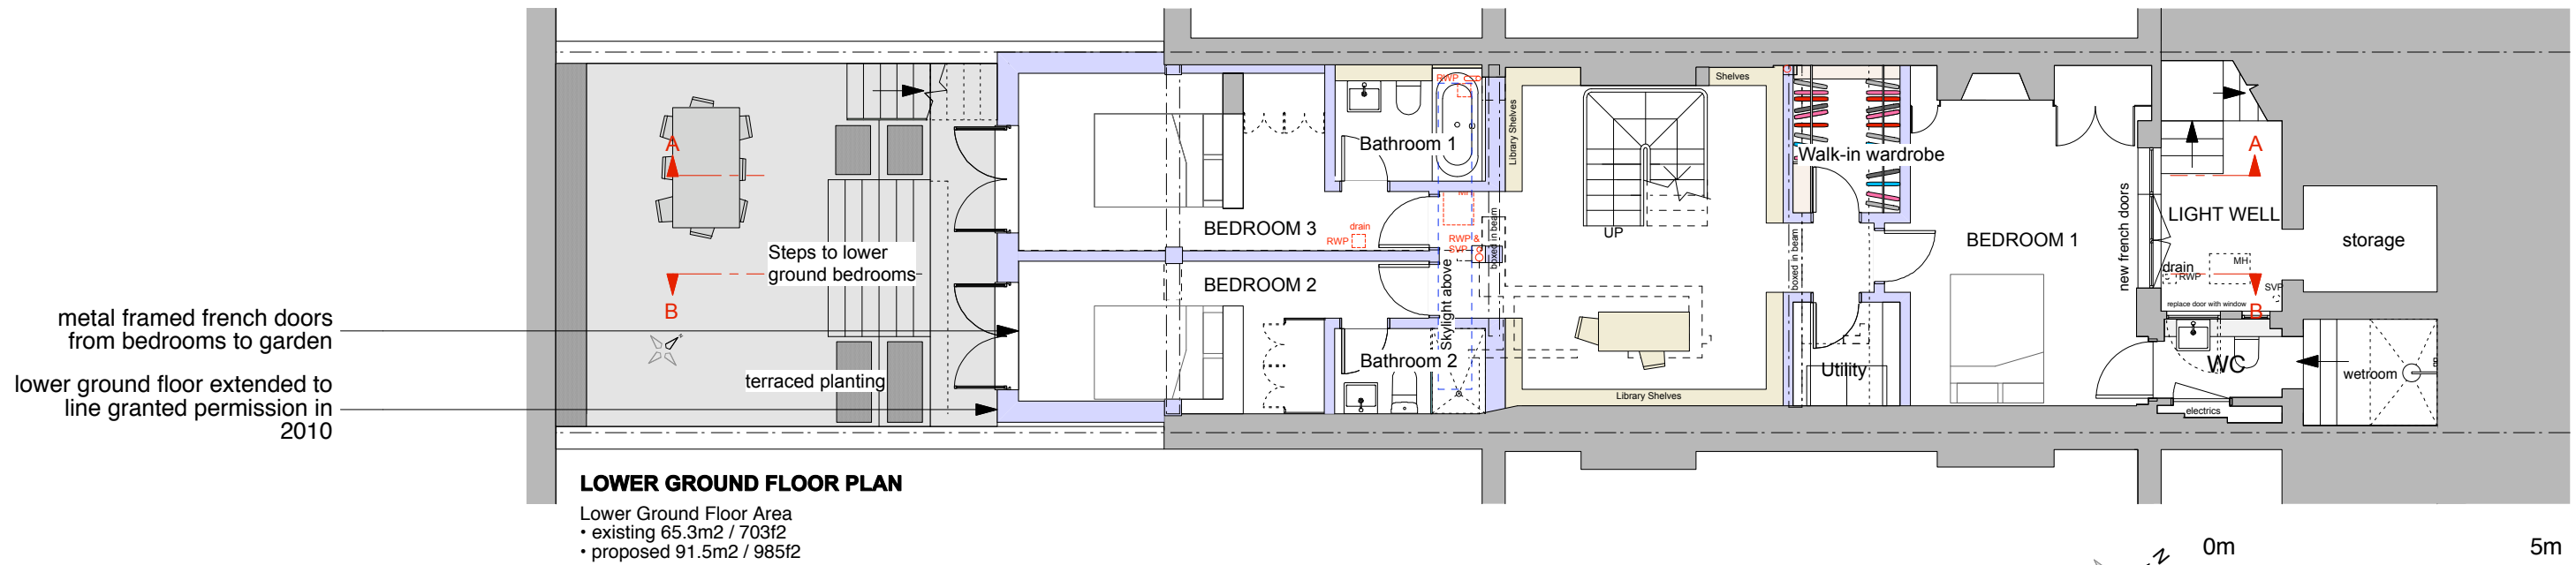 metal framed french doors
from bedrooms to garden
lower ground floor extended to
line granted permission in
2010
A
B
Steps to lower
ground bedrooms
terraced planting
BEDROOM 3
BEDROOM 2
drain
RWP
Bathroom 1
Bathroom 2
RWP
MH
RWP &
SVP
Skylight above
boxed in beam
Library Shelves
Shelves
UP
Library Shelves
boxed in beam
Walk-in wardrobe
Utility
BEDROOM 1
new french doors
A
LIGHT WELL
drain
RWP
MH
SVP
replace door with window
B
WC
electrics
storage
wetroom
LOWER GROUND FLOOR PLAN
Lower Ground Floor Area
• existing 65.3m2 / 703f2
• proposed 91.5m2 / 985f2
N
0m
5m